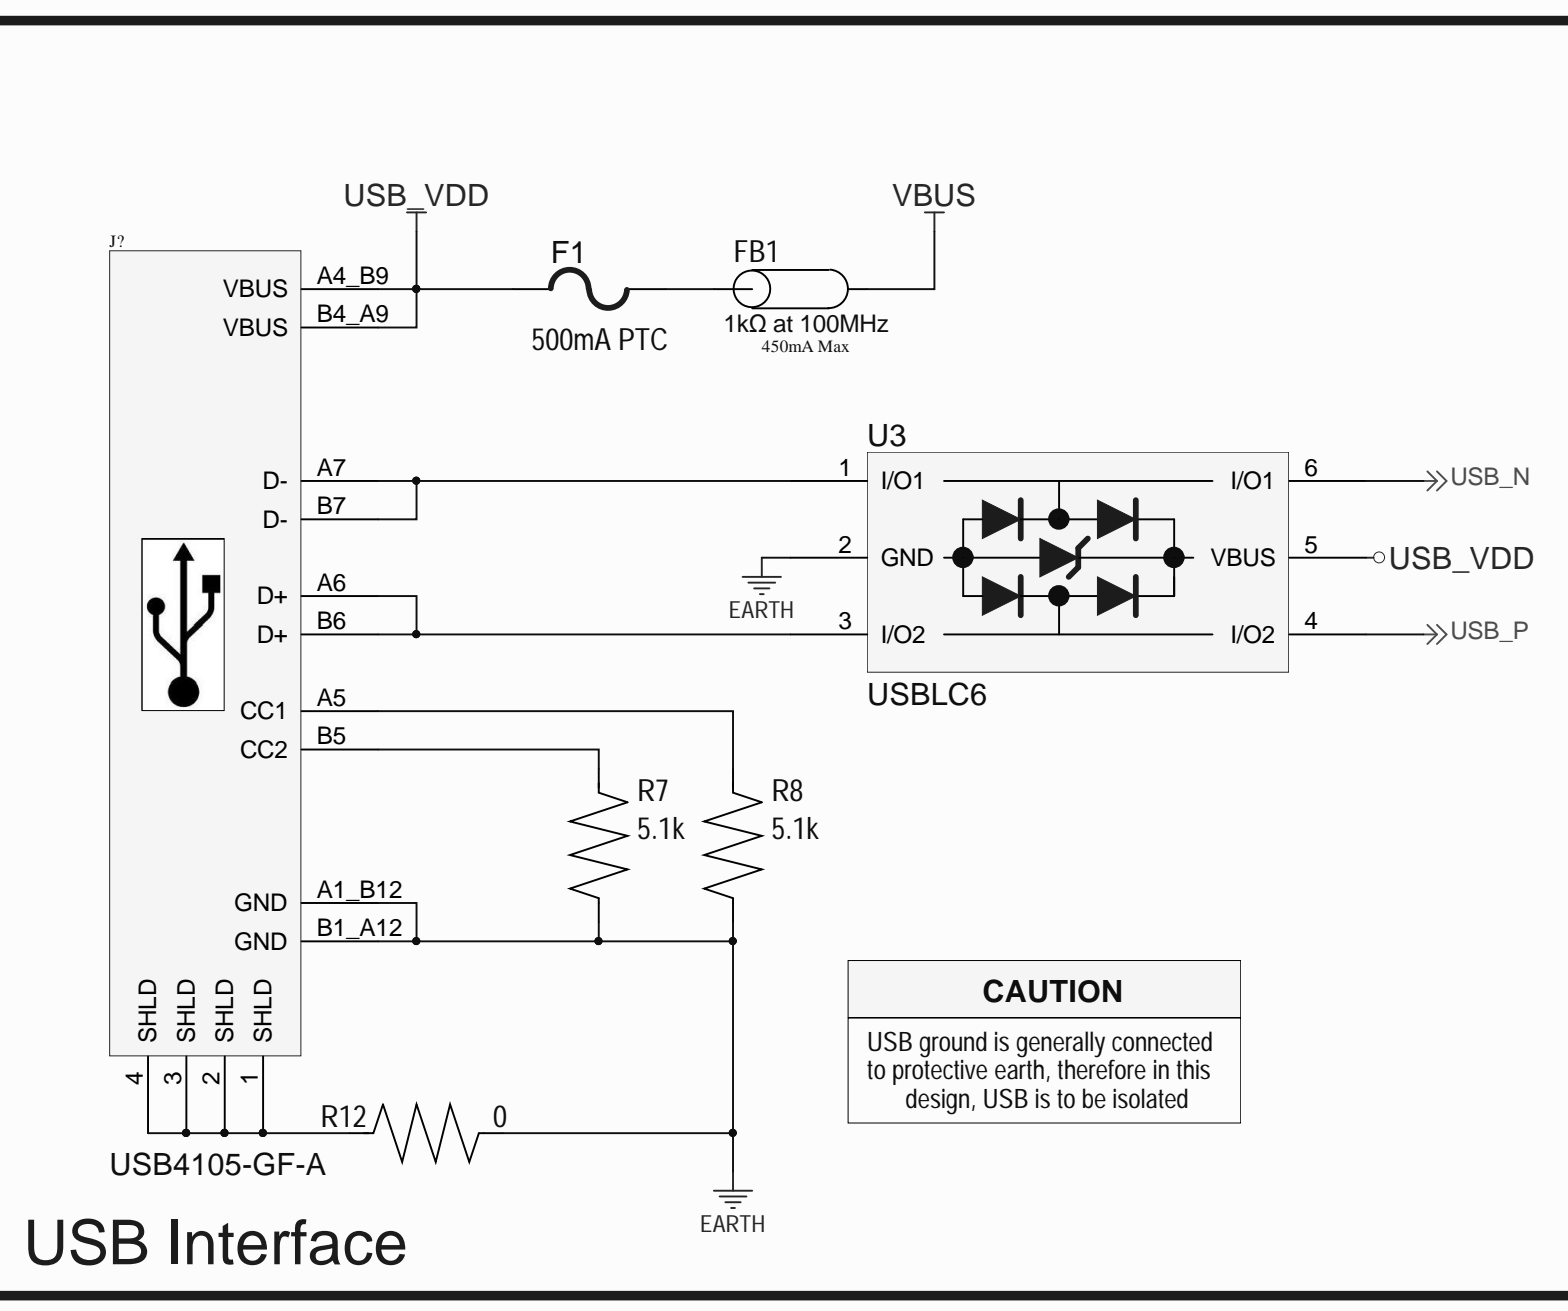 USB_VDD
VBUS
J?
F1
FB1
VBUS
A4_B9
VBUS
B4_A9
500mA PTC
1kΩ at 100MHz
450mA Max
U3
D-
A7
1
I/O1
I/O1
6
USB_N
D-
B7
2
GND
VBUS
5
USB_VDD
EARTH
D+
A6
D+
B6
3
I/O2
I/O2
4
USB_P
USBLC6
CC1
A5
CC2
B5
R7
5.1k
R8
5.1k
GND
A1_B12
GND
B1_A12
SHLD
SHLD
SHLD
SHLD
4
3
2
1
R12
0
USB4105-GF-A
EARTH
CAUTION
USB ground is generally connected
to protective earth, therefore in this
design, USB is to be isolated
USB Interface